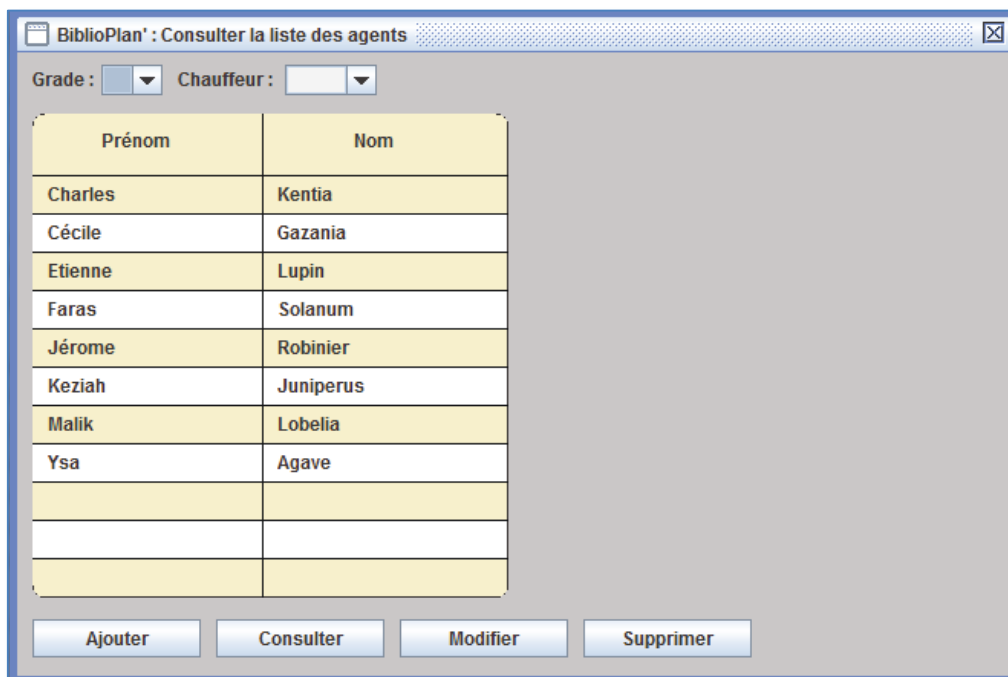 BiblioPlan' : Consulter la liste des agents
Grade : Chauffeur :
Prénom Nom
Charles Kentia
Cécile Gazania
Etienne Lupin
Faras Solanum
Jérome Robinier
Keziah Juniperus
Malik Lobelia
Ysa Agave
Ajouter Consulter Modifier Supprimer